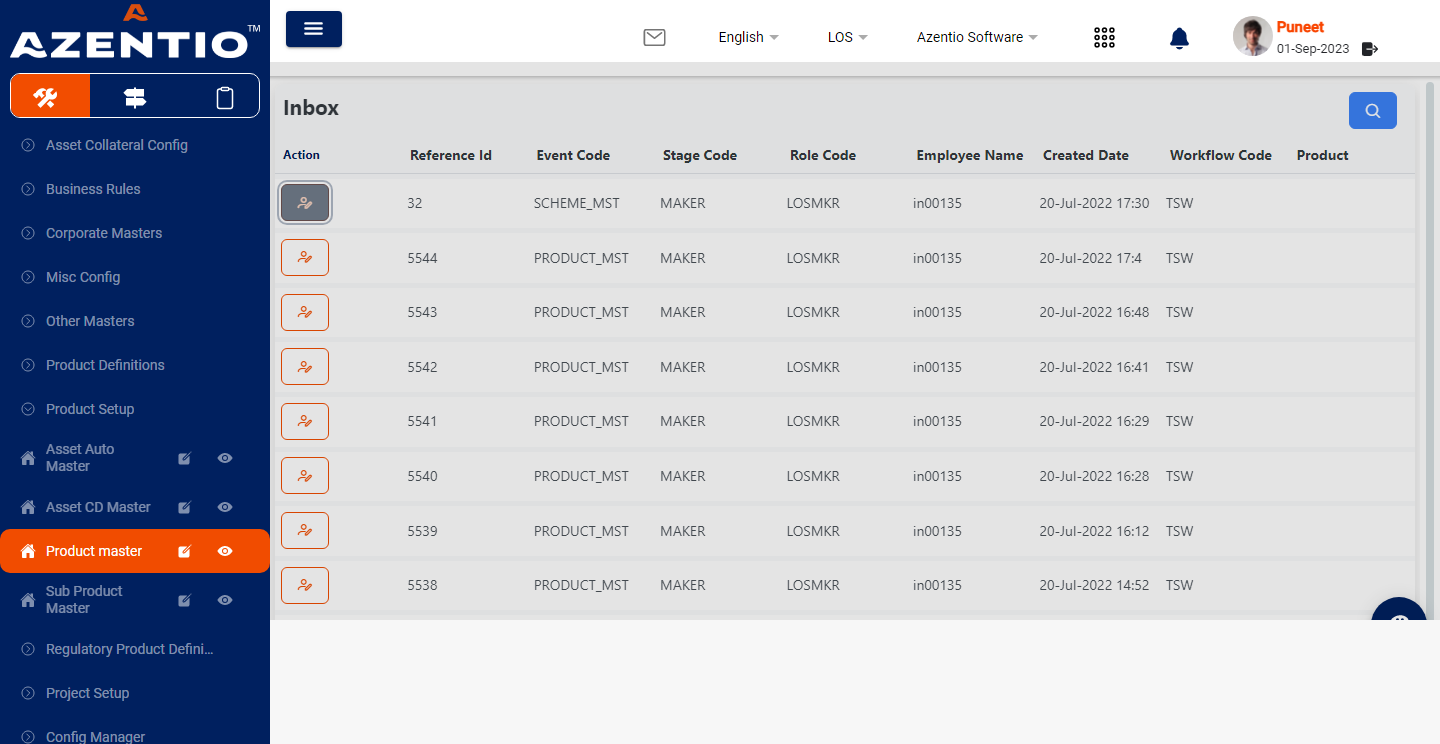 AZENTIO™
English
LOS
Azentio Software
Puneet
01-Sep-2023
Asset Collateral Config
Business Rules
Corporate Masters
Misc Config
Other Masters
Product Definitions
Product Setup
Asset Auto
Master
Asset CD Master
Product master
Sub Product
Master
Regulatory Product Defini...
Project Setup
Config Manager
Inbox
Action Reference Id Event Code Stage Code Role Code Employee Name Created Date Workflow Code Product
32 SCHEME_MST MAKER LOSMKR in00135 20-Jul-2022 17:30 TSW
5544 PRODUCT_MST MAKER LOSMKR in00135 20-Jul-2022 17:4 TSW
5543 PRODUCT_MST MAKER LOSMKR in00135 20-Jul-2022 16:48 TSW
5542 PRODUCT_MST MAKER LOSMKR in00135 20-Jul-2022 16:41 TSW
5541 PRODUCT_MST MAKER LOSMKR in00135 20-Jul-2022 16:29 TSW
5540 PRODUCT_MST MAKER LOSMKR in00135 20-Jul-2022 16:28 TSW
5539 PRODUCT_MST MAKER LOSMKR in00135 20-Jul-2022 16:12 TSW
5538 PRODUCT_MST MAKER LOSMKR in00135 20-Jul-2022 14:52 TSW